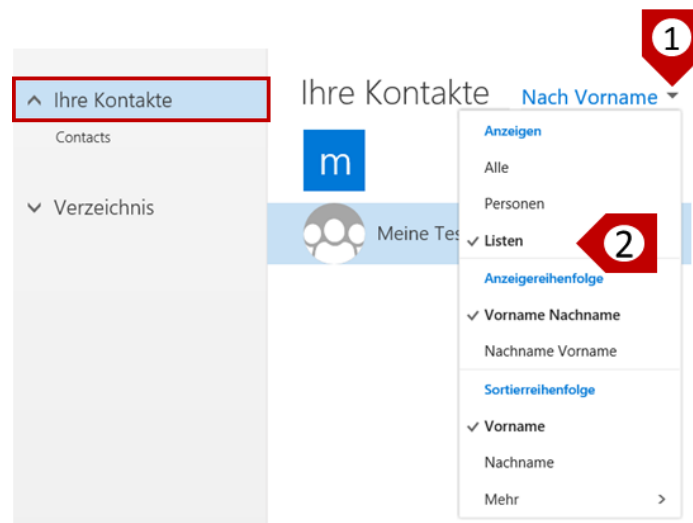 1
Ihre Kontakte
Contacts
Verzeichnis
Ihre Kontakte Nach Vorname
m
Meine Tes
Anzeigen
Alle
Personen
Listen
2
Anzeigereihenfolge
Vorname Nachname
Nachname Vorname
Sortierreihenfolge
Vorname
Nachname
Mehr